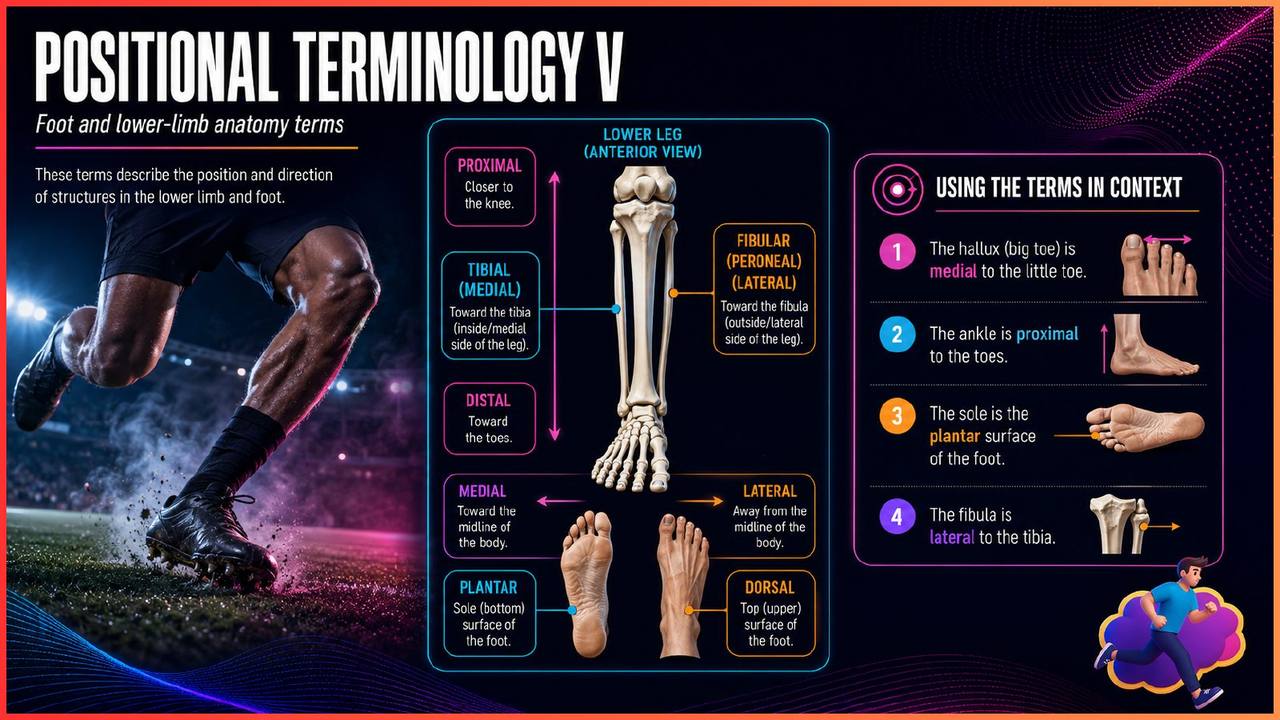 POSITIONAL TERMINOLOGY V
Foot and lower-limb anatomy terms
These terms describe the position and direction
of structures in the lower limb and foot.
LOWER LEG
(ANTERIOR VIEW)
PROXIMAL
Closer to
the knee.
TIBIAL
(MEDIAL)
Toward the tibia
(inside/medial
side of the leg).
FIBULAR
(PERONEAL)
(LATERAL)
Toward the fibula
(outside/lateral
side of the leg).
DISTAL
Toward
the toes.
MEDIAL
Toward the
midline of
the body.
LATERAL
Away from the
midline of the
body.
PLANTAR
Sole (bottom)
surface of
the foot.
DORSAL
Top (upper)
surface of
the foot.
USING THE TERMS IN CONTEXT
1
The hallux (big toe) is
medial to the little toe.
2
The ankle is proximal
to the toes.
3
The sole is the
plantar surface
of the foot.
4
The fibula is
lateral to the tibia.